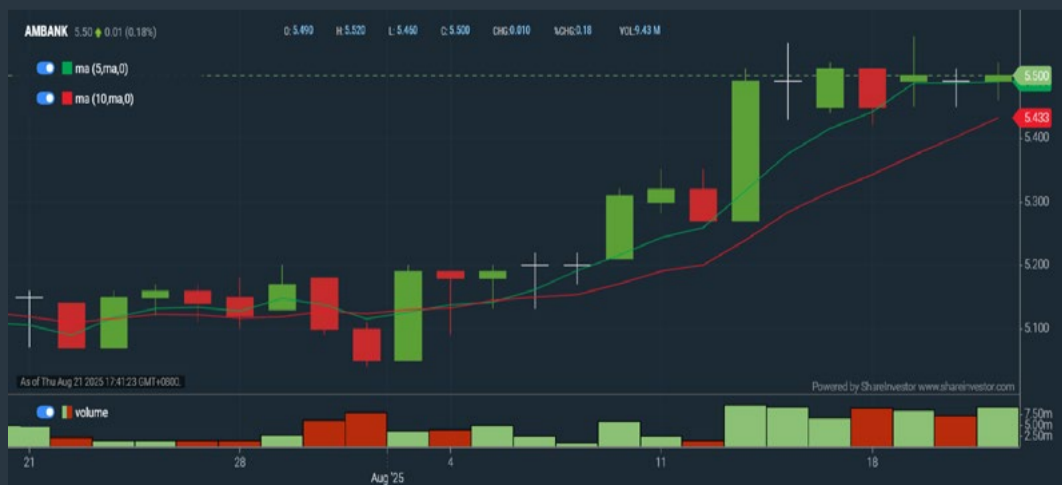 AMBANK 5.50 0.01 (0.18%) O: 5.490 H: 5.520 L: 5.460 C: 5.500 CHG:0.010 %CHG:0.18 VOL:9.43 M
ma (5,ma,0)
ma (10,ma,0)
5.500
5.433
5.400
5.300
5.200
5.100
As of Thu Aug 21 2025 17:41:23 GMT+0800.
Powered by ShareInvestor www.shareinvestor.com
volume
7.50m
5.00m
2.50m
21 28 4 11 18
Aug '25